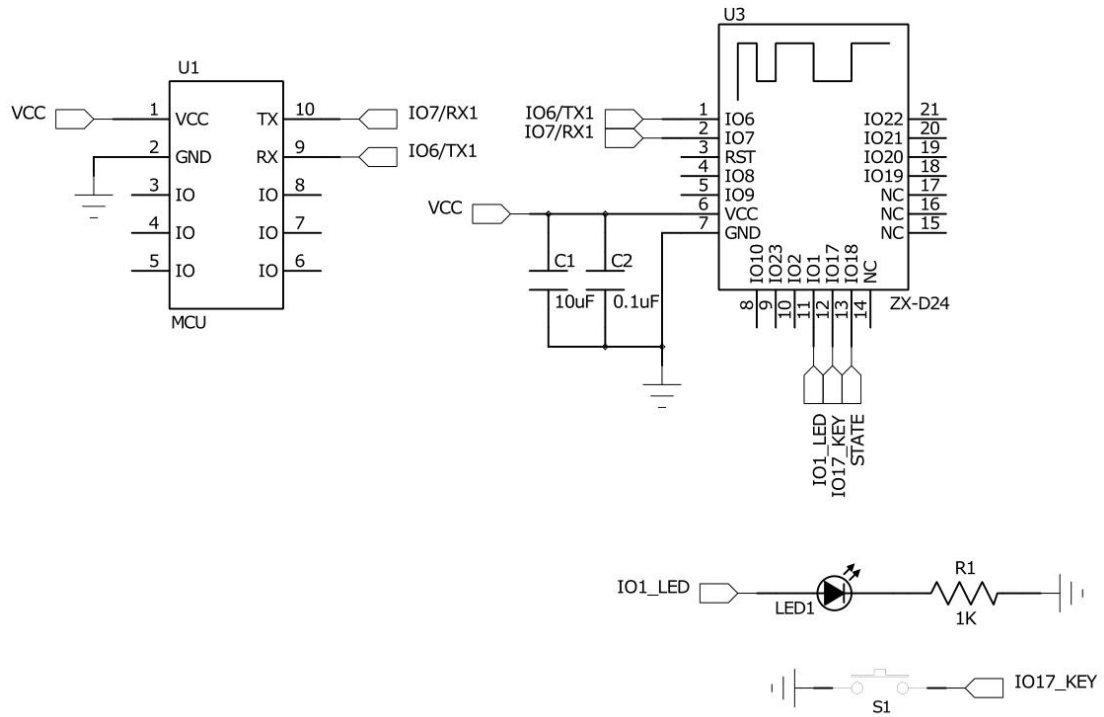 U3
U1
VCC
1
VCC
TX
10
IO7/RX1
2
GND
RX
9
IO6/TX1
3
IO
IO
8
4
IO
IO
7
5
IO
IO
6
MCU
IO6/TX1
1
IO6
IO22
21
IO7/RX1
2
IO7
IO21
20
3
RST
IO20
19
4
IO8
IO19
18
5
IO9
NC
17
VCC
6
VCC
NC
16
7
GND
NC
15
IO10
IO23
IO2
IO1
IO17
IO18
NC
8
9
10
11
12
13
14
ZX-D24
C1
10uF
C2
0.1uF
IO1_LED
IO17_KEY
STATE
IO1_LED
LED1
R1
1K
S1
IO17_KEY